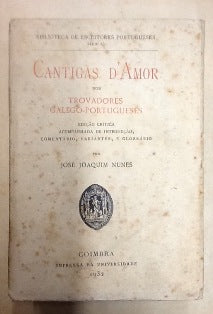 BIBLIOTECA DE ESCRITORES PORTUGUESES
CANTIGAS D'AMOR
DOS
TROVADORES
GALEGO-PORTUGUESES
EDIÇÃO CRÍTICA
ACOMPANHADA DE INTRODUÇÃO,
COMENTÁRIO, VARIANTES, E GLOSSÁRIO
POR
JOSÉ JOAQUIM NUNES
COIMBRA
IMPRENSA DA UNIVERSIDADE
1932